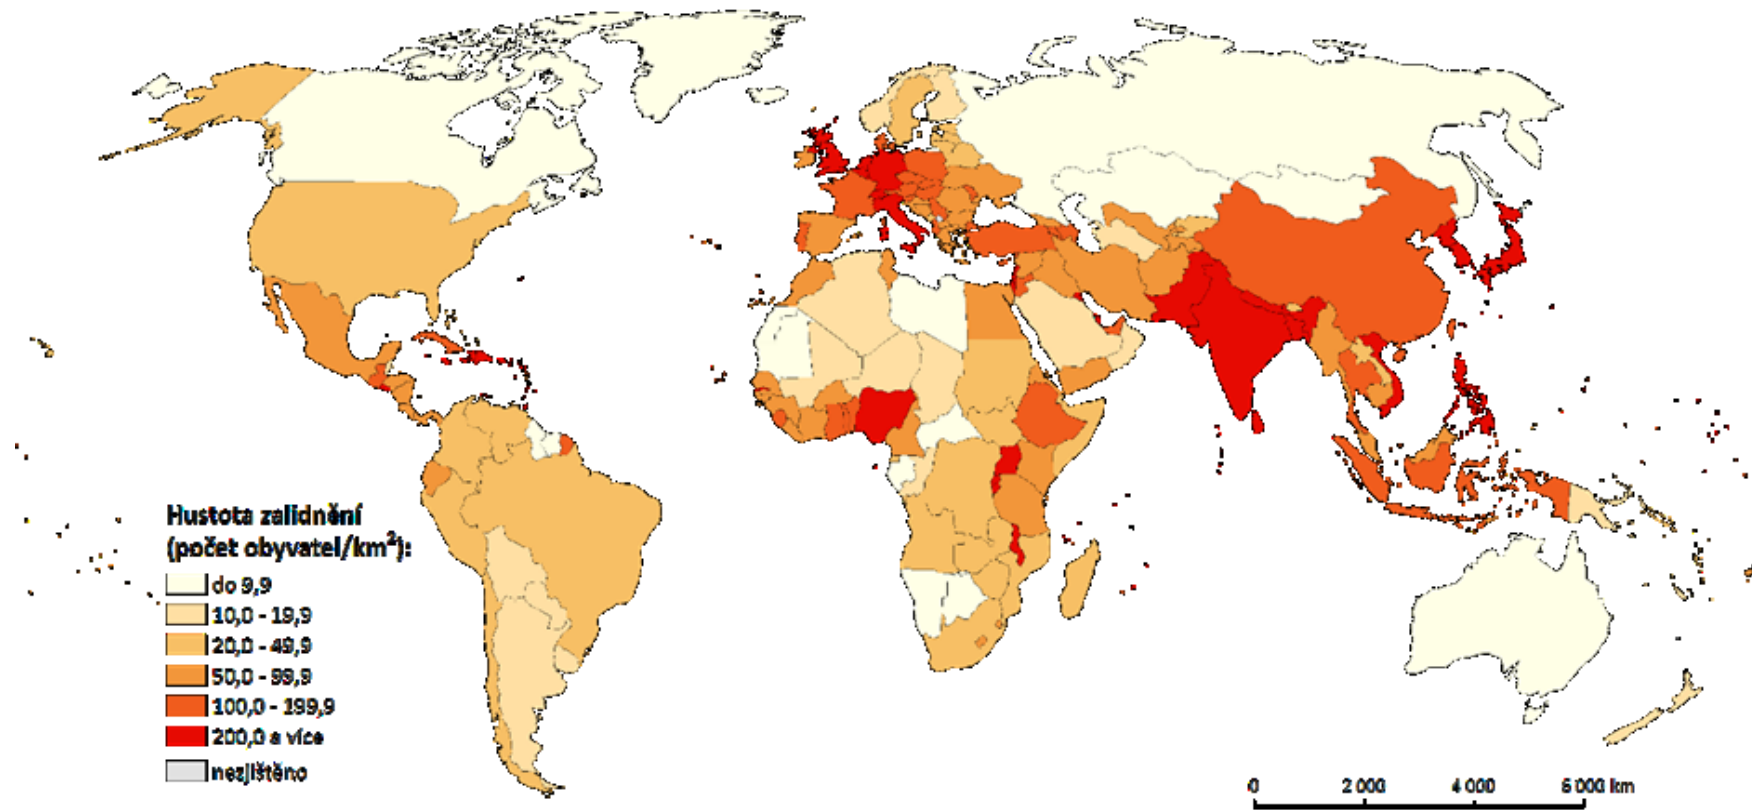 Hustota zalidnění
(počet obyvatel/km²):
do 9,9
10,0 - 19,9
20,0 - 49,9
50,0 - 99,9
100,0 - 199,9
200,0 a více
nezjištěno
0 2 000 4 000 6 000 km